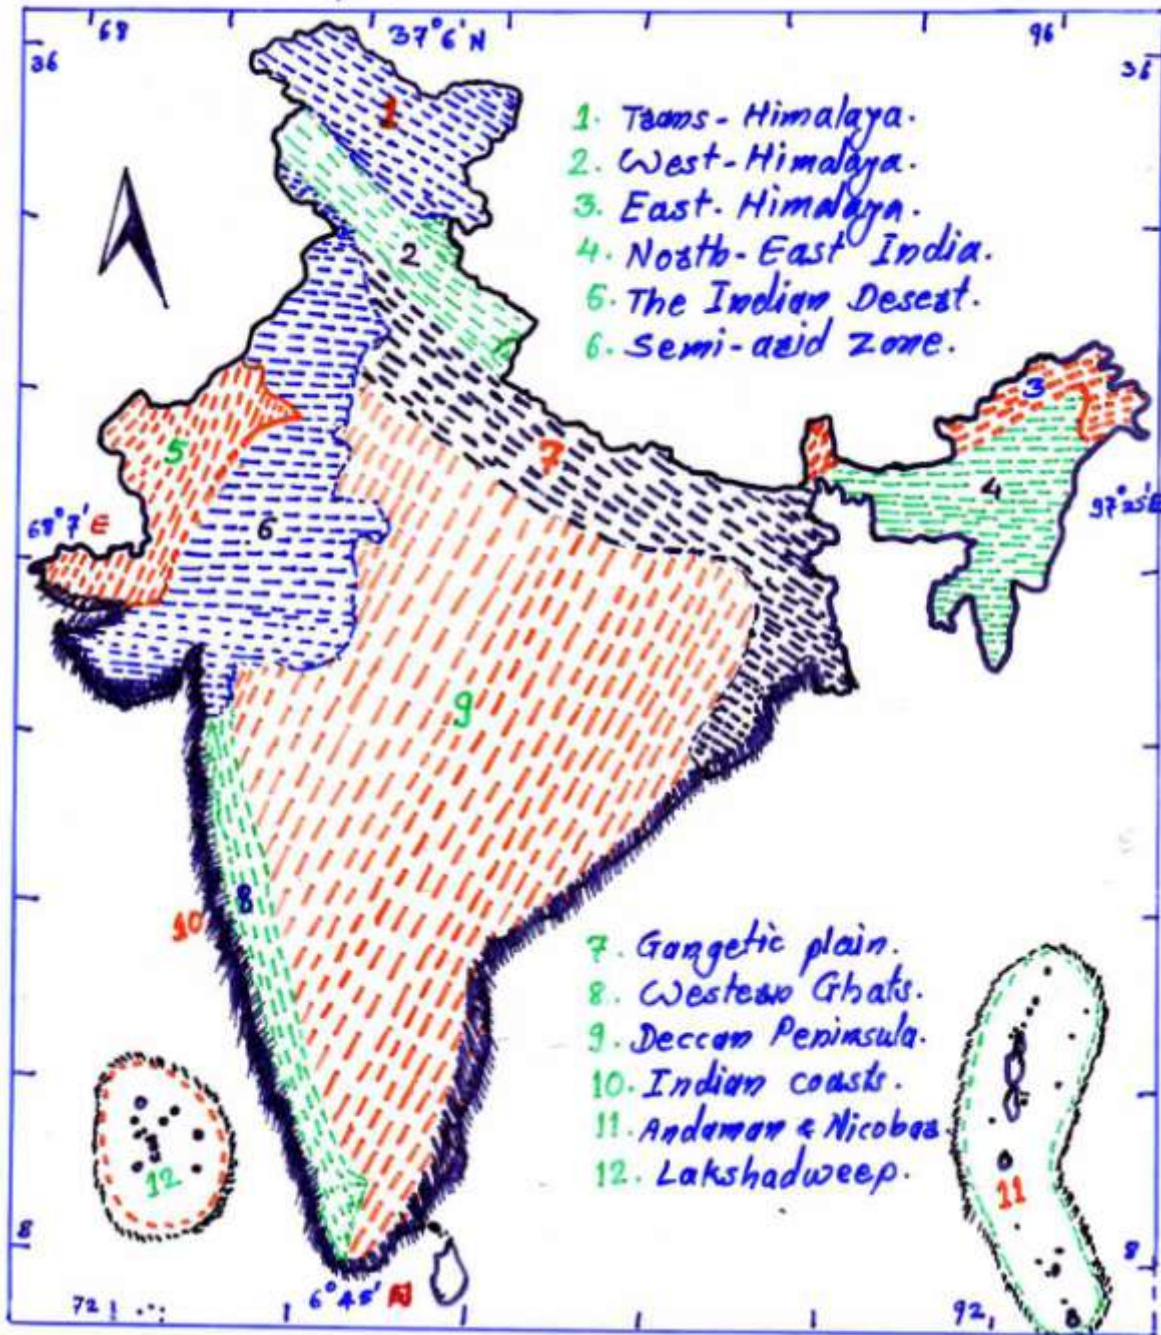 68
37°6'N
96
36
36
1
1. Trans-Himalaya.
2. West-Himalaya.
3. East-Himalaya.
4. North-East India.
5. The Indian Desert.
6. Semi-arid Zone.
2
3
5
7
4
68°7'E
6
97°25'E
9
8
10
7. Gangetic plain.
8. Western Ghats.
9. Deccan Peninsula.
10. Indian coasts.
11. Andaman & Nicobar.
12. Lakshadweep.
12
11
8
8
72
6°45'N
92